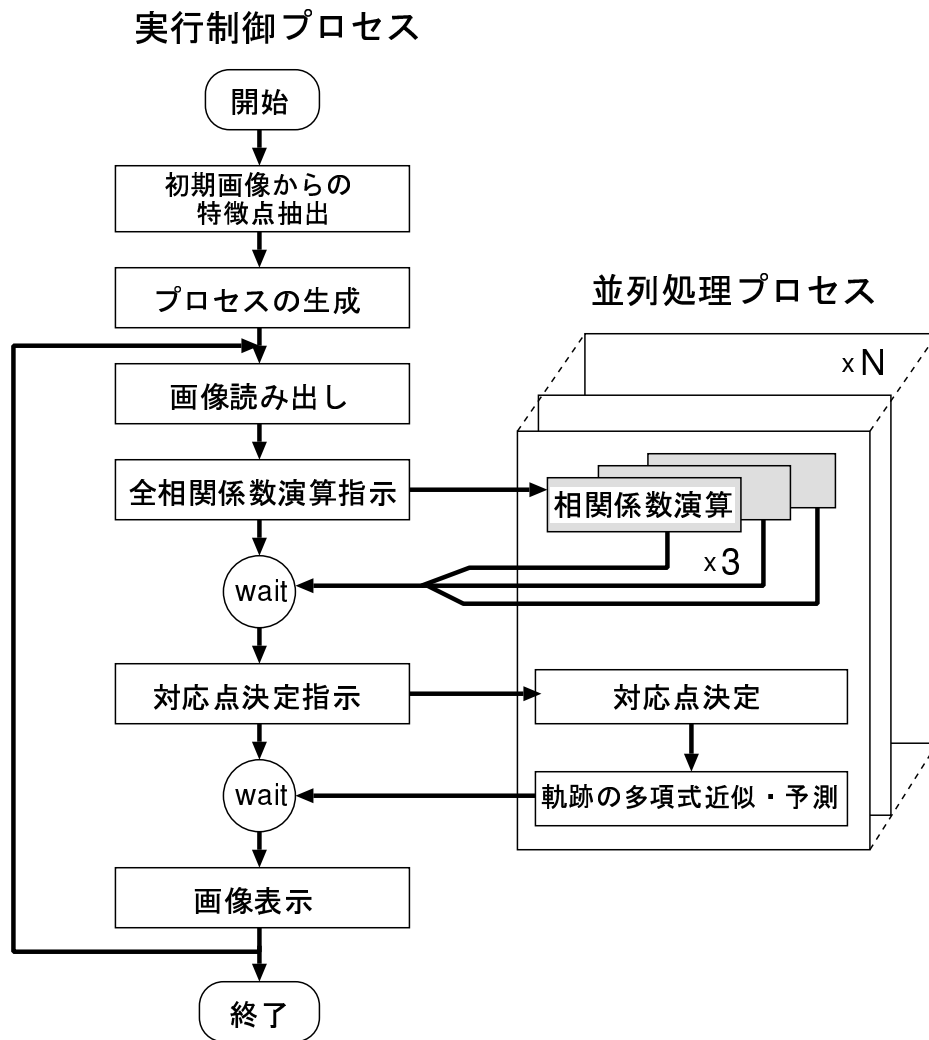 実行制御プロセス
開始
初期画像からの
特徴点抽出
プロセスの生成
画像読み出し
全相関係数演算指示
wait
対応点決定指示
wait
画像表示
終了
並列処理プロセス
x N
相関係数演算
x 3
対応点決定
軌跡の多項式近似・予測